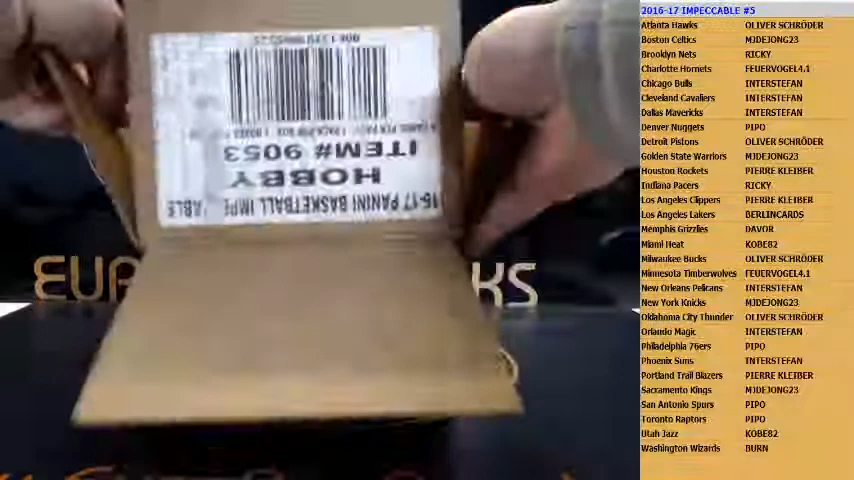 HOBBY
ITEM# 9053
EUR
KS
2016-17 IMPECCABLE #5
Atlanta Hawks OLIVER SCHRÖDER
Boston Celtics MJDEJONG23
Brooklyn Nets RICKY
Charlotte Hornets FEUERVOGEL4.1
Chicago Bulls INTERSTEFAN
Cleveland Cavaliers INTERSTEFAN
Dallas Mavericks INTERSTEFAN
Denver Nuggets PIPO
Detroit Pistons OLIVER SCHRÖDER
Golden State Warriors MJDEJONG23
Houston Rockets PIERRE KLEIBER
Indiana Pacers RICKY
Los Angeles Clippers PIERRE KLEIBER
Los Angeles Lakers BERLINCARDS
Memphis Grizzlies DAVOR
Miami Heat KOBE82
Milwaukee Bucks OLIVER SCHRÖDER
Minnesota Timberwolves FEUERVOGEL4.1
New Orleans Pelicans INTERSTEFAN
New York Knicks MJDEJONG23
Oklahoma City Thunder OLIVER SCHRÖDER
Orlando Magic INTERSTEFAN
Philadelphia 76ers PIPO
Phoenix Suns INTERSTEFAN
Portland Trail Blazers PIERRE KLEIBER
Sacramento Kings MJDEJONG23
San Antonio Spurs PIPO
Toronto Raptors PIPO
Utah Jazz KOBE82
Washington Wizards BURN